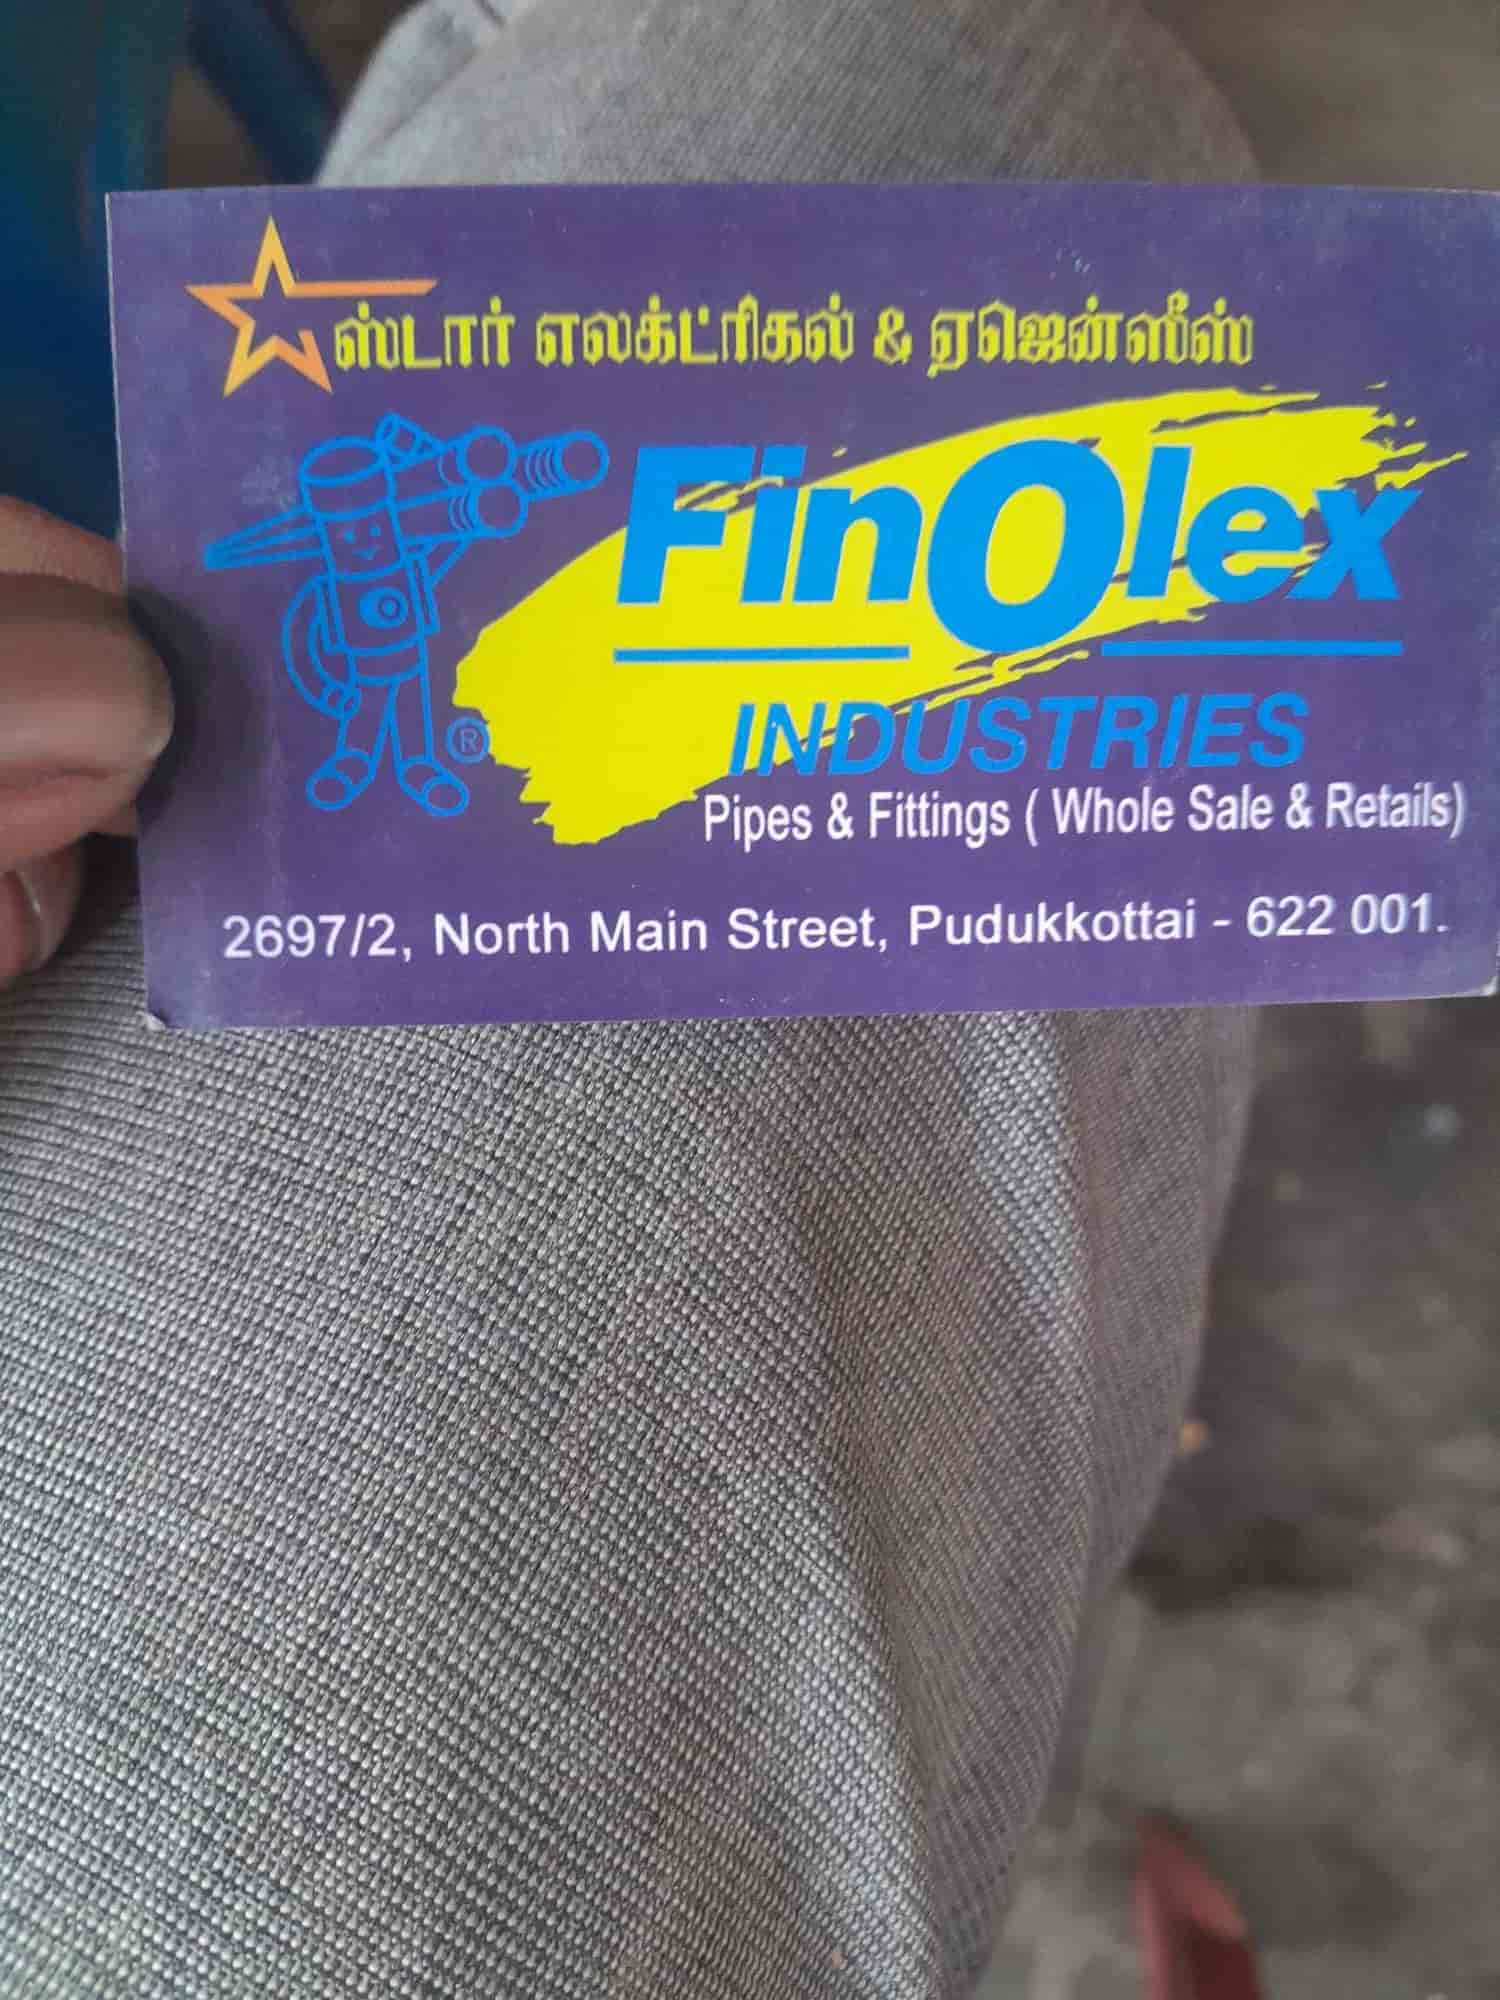 ஸ்டார் எலக்ட்ரிகல் & ஏஜென்ஸீஸ்
FinOlex
®
INDUSTRIES
Pipes & Fittings ( Whole Sale & Retails)
2697/2, North Main Street, Pudukkottai - 622 001.